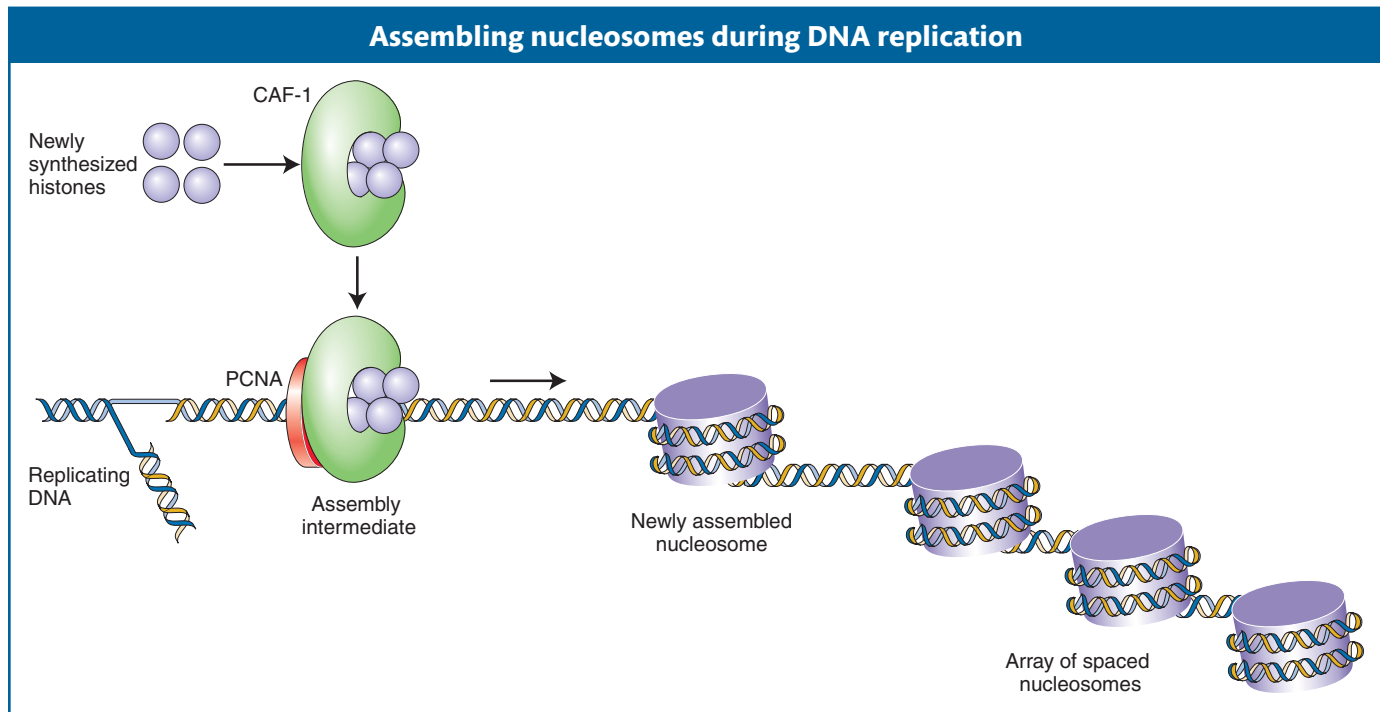 Assembling nucleosomes during DNA replication
CAF-1
Newly
synthesized
histones
PCNA
Replicating
DNA
Assembly
intermediate
Newly assembled
nucleosome
Array of spaced
nucleosomes